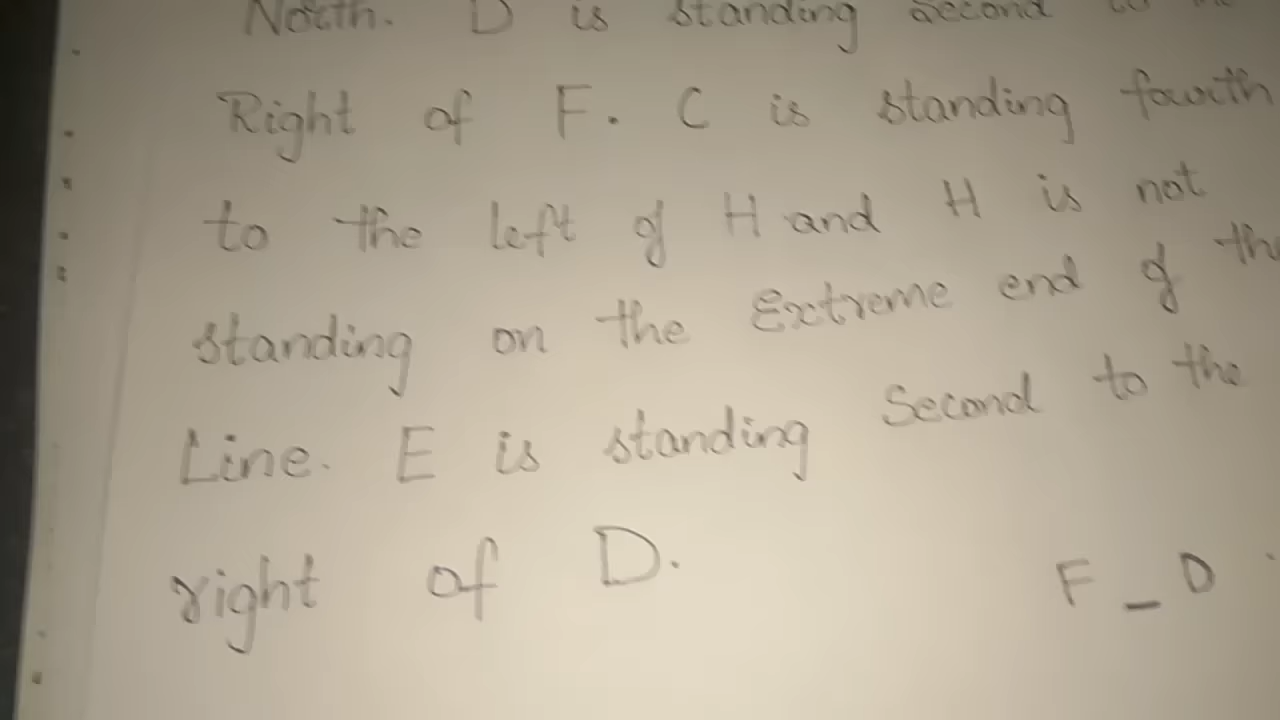 North. D is standing second to
Right of F. C is standing fourth
to the left of H and H is not
standing on the Extreme end of
Line. E is standing Second to the
right of D.
F _ D